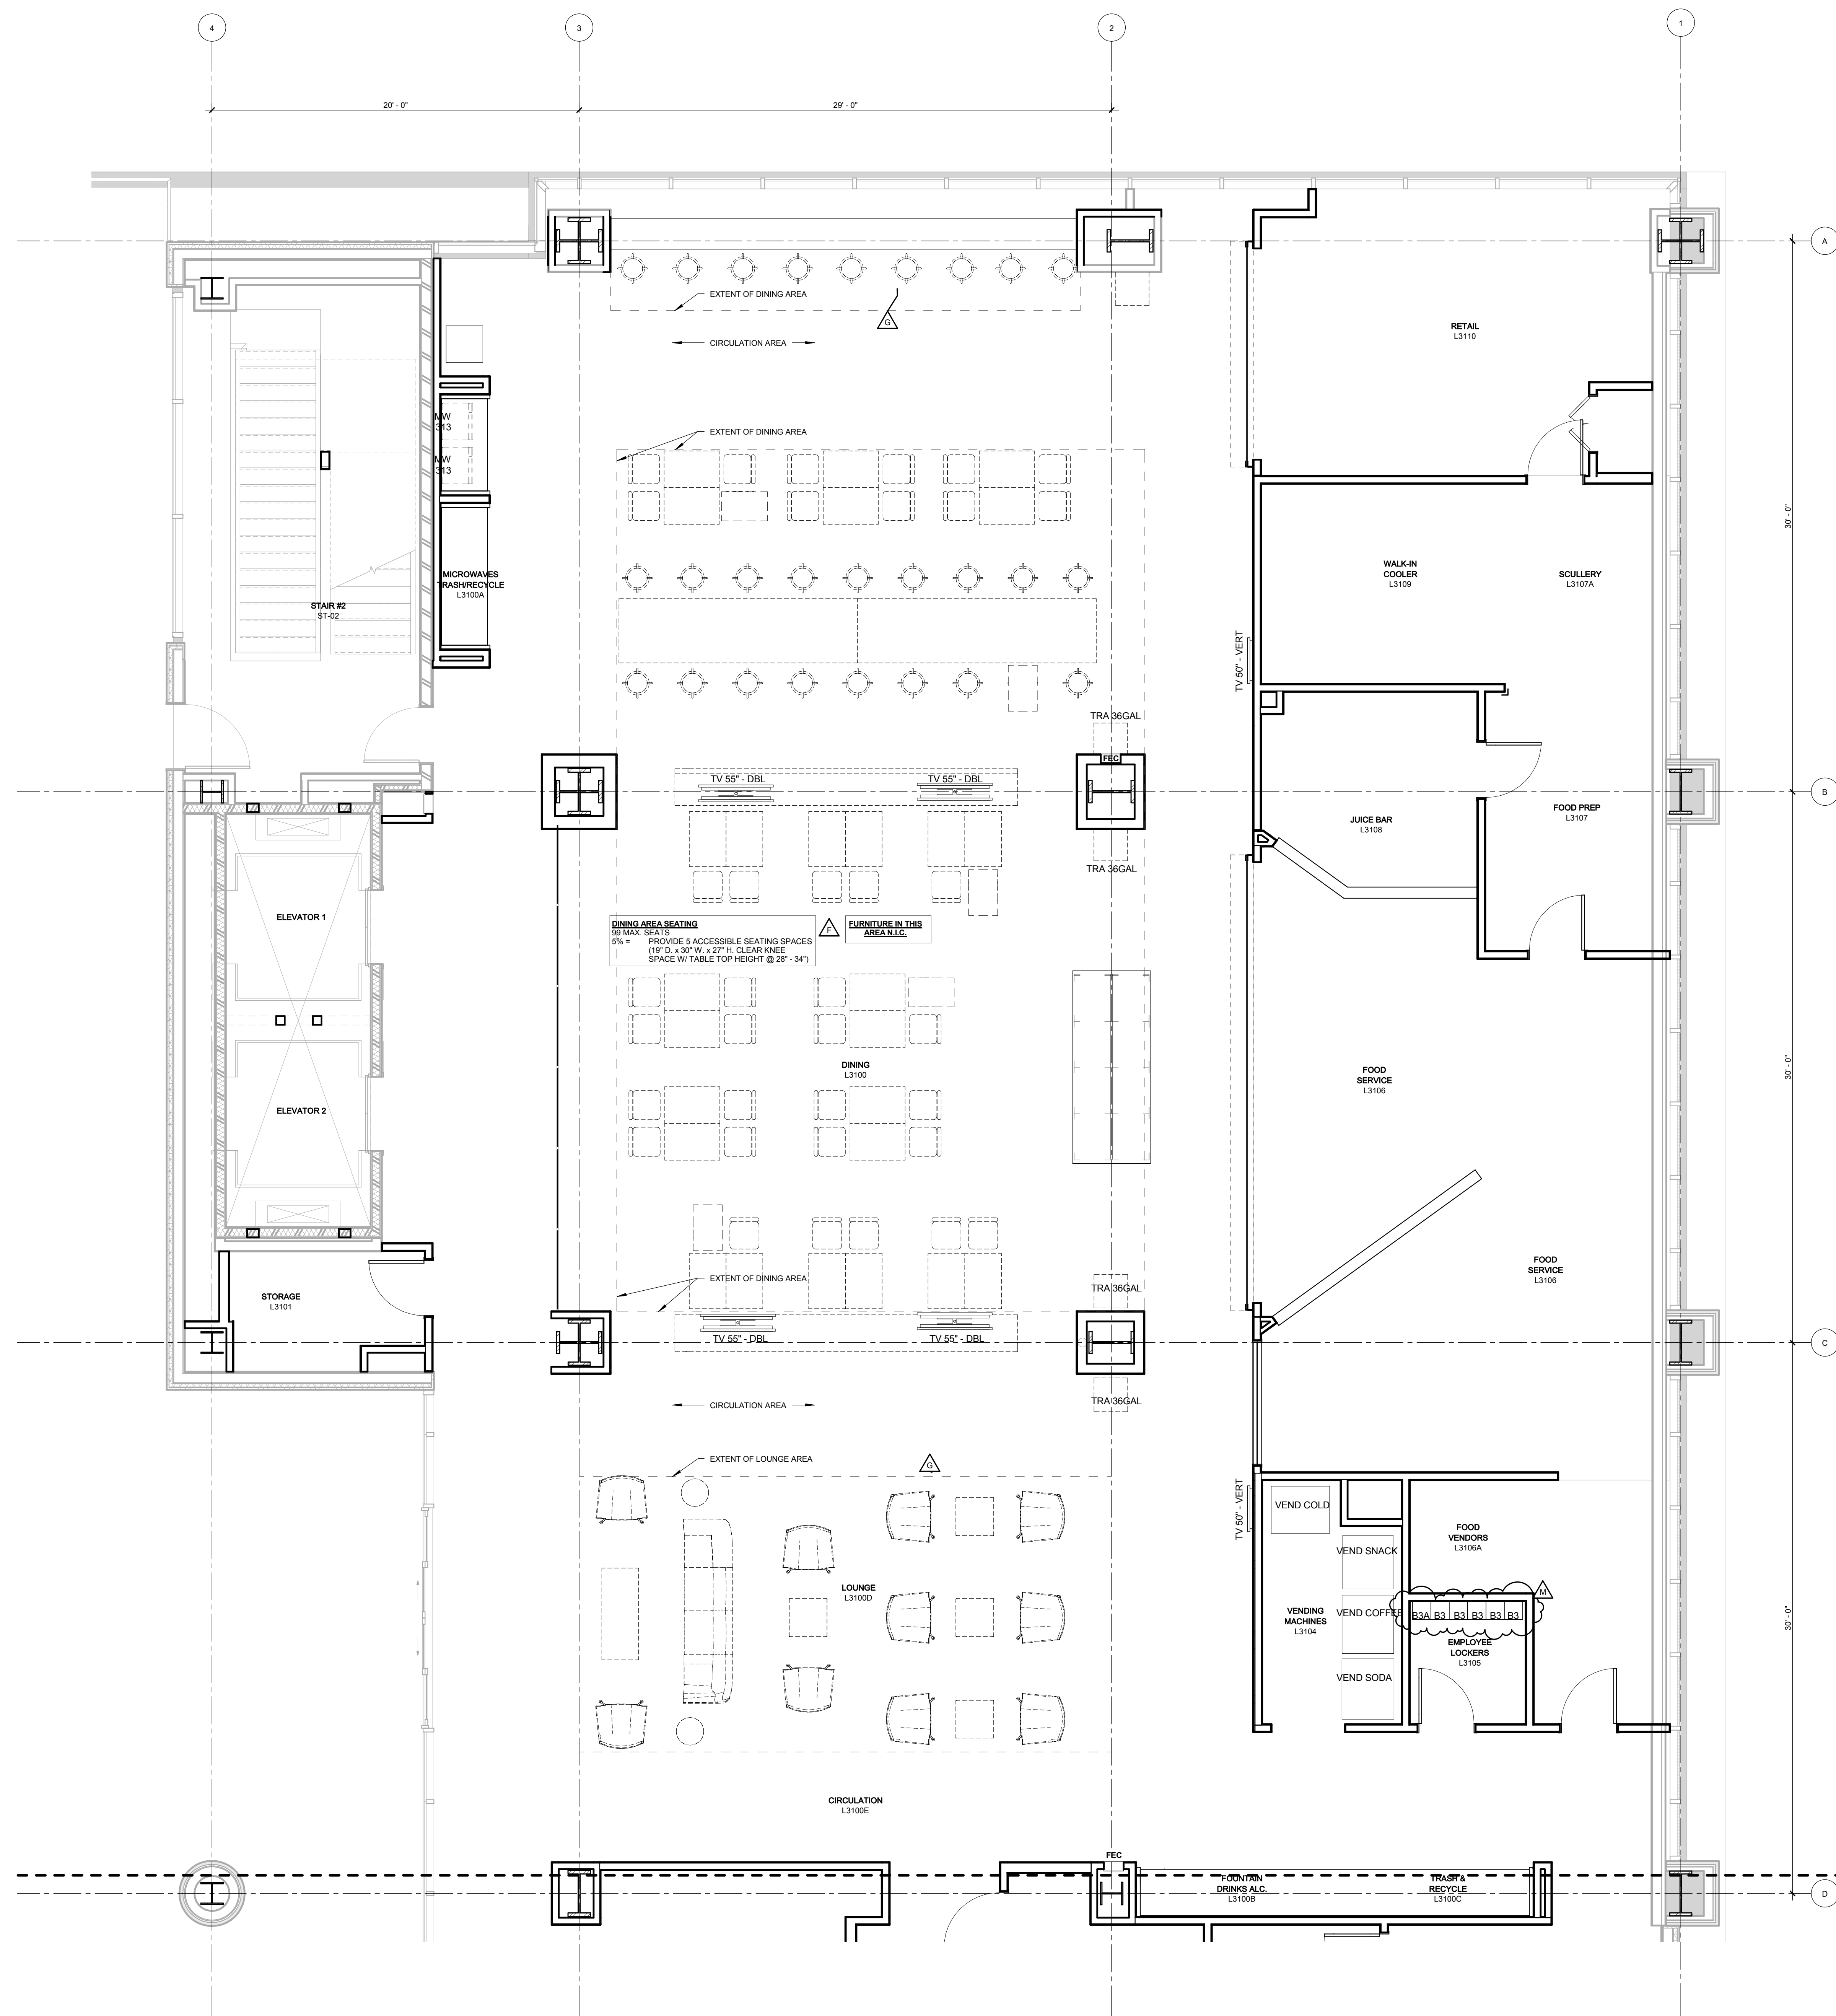 4
3
2
1
20' - 0"
29' - 0"
A
EXTENT OF DINING AREA
G
CIRCULATION AREA
RETAIL
L3110
MW
313
MW
313
EXTENT OF DINING AREA
30' - 0"
MICROWAVES
TRASH/RECYCLE
L3100A
STAIR #2
ST-02
WALK-IN
COOLER
L3109
SCULLERY
L3107A
TV 50" - VERT
TRA 36GAL
FEC
TV 55" - DBL
TV 55" - DBL
B
JUICE BAR
L3108
FOOD PREP
L3107
TRA 36GAL
ELEVATOR 1
DINING AREA SEATING
99 MAX. SEATS
5% = PROVIDE 5 ACCESSIBLE SEATING SPACES
(19" D. x 30" W. x 27" H. CLEAR KNEE
SPACE W/ TABLE TOP HEIGHT @ 28" - 34")
F
FURNITURE IN THIS
AREA N.I.C.
DINING
L3100
FOOD
SERVICE
L3106
30' - 0"
ELEVATOR 2
FOOD
SERVICE
L3106
STORAGE
L3101
EXTENT OF DINING AREA
TRA 36GAL
TV 55" - DBL
TV 55" - DBL
C
CIRCULATION AREA
TRA 36GAL
EXTENT OF LOUNGE AREA
G
TV 50" - VERT
VEND COLD
FOOD
VENDORS
L3106A
VEND SNACK
LOUNGE
L3100D
M
VENDING
MACHINES
L3104
VEND COFFEE
B3A B3 B3 B3 B3 B3
EMPLOYEE
LOCKERS
L3105
30' - 0"
VEND SODA
CIRCULATION
L3100E
FEC
FOUNTAIN
DRINKS ALC.
L3100B
TRASH &
RECYCLE
L3100C
D